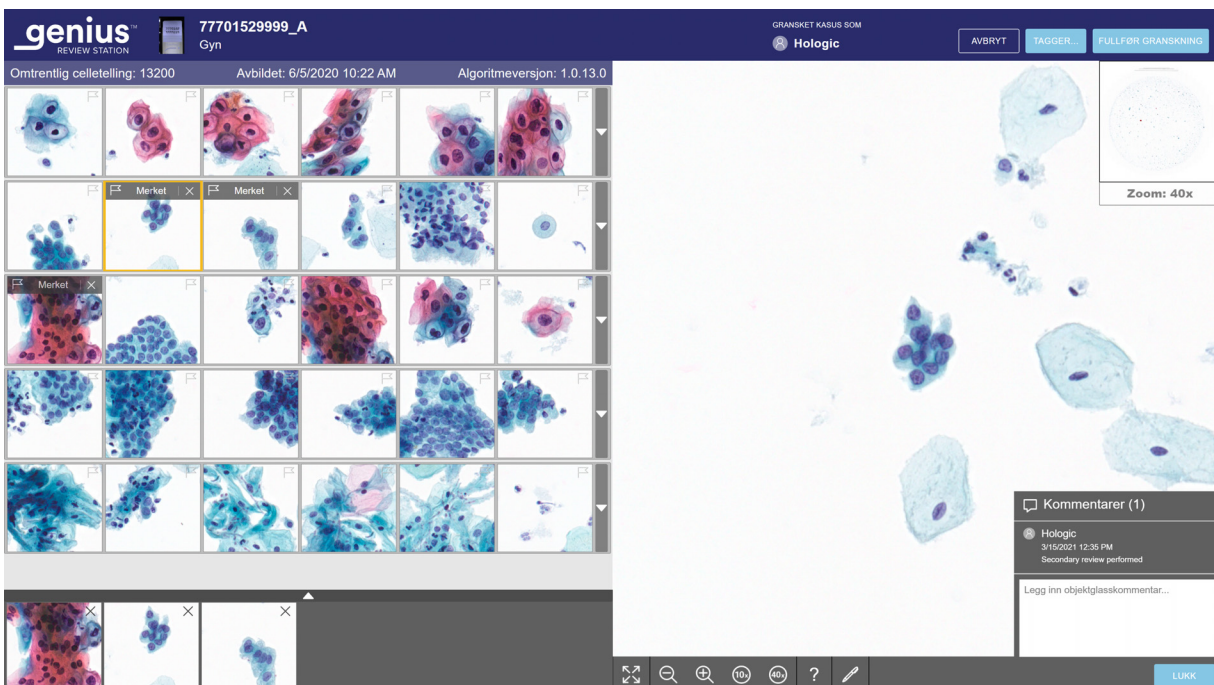 genius™
REVIEW STATION
77701529999_A
Gyn
GRANSKET KASUS SOM
Hologic
AVBRYT
TAGGER...
FULLFØR GRANSKNING
Omtrentlig celletelling: 13200
Avbildet: 6/5/2020 10:22 AM
Algoritmeversjon: 1.0.13.0
Zoom: 40x
Merket
Merket
Merket
Kommentarer (1)
Hologic
3/15/2021 12:35 PM
Secondary review performed
Legg inn objektglasskommentar...
10x
40x
?
LUKK